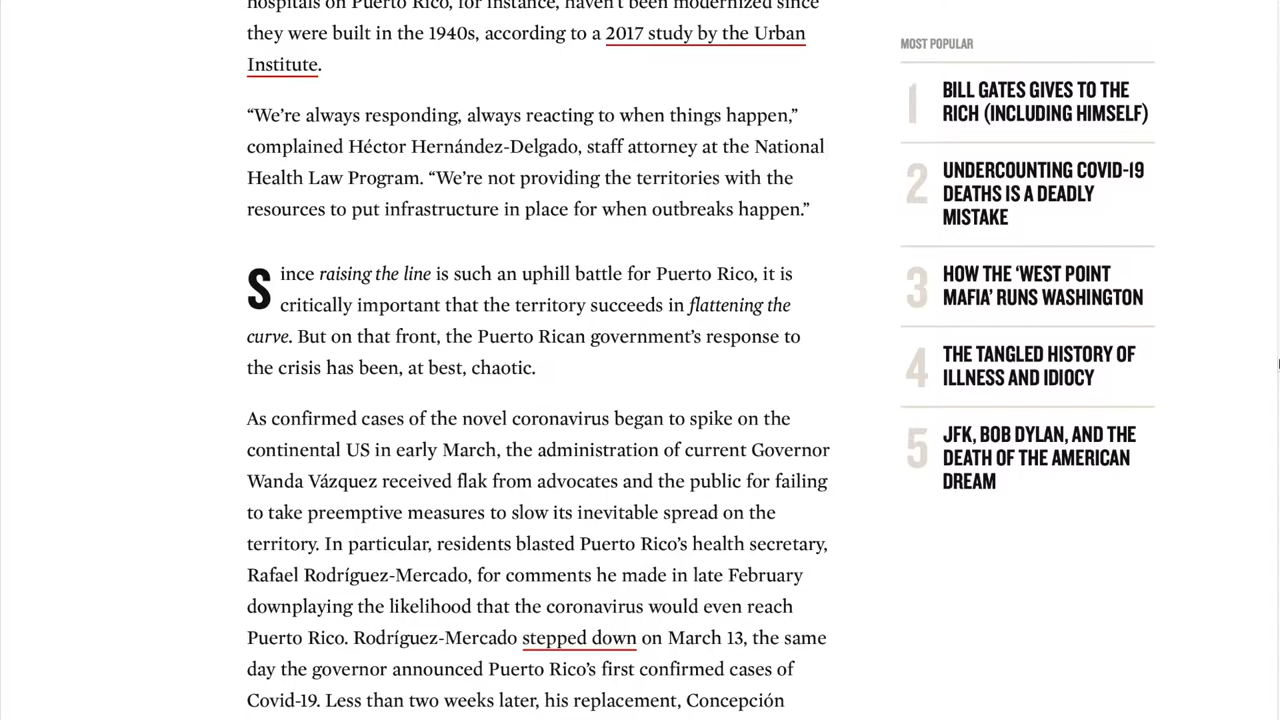 hospitals on Puerto Rico, for instance, haven't been modernized since
they were built in the 1940s, according to a 2017 study by the Urban
Institute.
“We’re always responding, always reacting to when things happen,”
complained Héctor Hernández-Delgado, staff attorney at the National
Health Law Program. “We’re not providing the territories with the
resources to put infrastructure in place for when outbreaks happen.”
Since raising the line is such an uphill battle for Puerto Rico, it is
critically important that the territory succeeds in flattening the
curve. But on that front, the Puerto Rican government’s response to
the crisis has been, at best, chaotic.
As confirmed cases of the novel coronavirus began to spike on the
continental US in early March, the administration of current Governor
Wanda Vázquez received flak from advocates and the public for failing
to take preemptive measures to slow its inevitable spread on the
territory. In particular, residents blasted Puerto Rico’s health secretary,
Rafael Rodríguez-Mercado, for comments he made in late February
downplaying the likelihood that the coronavirus would even reach
Puerto Rico. Rodríguez-Mercado stepped down on March 13, the same
day the governor announced Puerto Rico’s first confirmed cases of
Covid-19. Less than two weeks later, his replacement, Concepción
MOST POPULAR
1 BILL GATES GIVES TO THE
RICH (INCLUDING HIMSELF)
2 UNDERCOUNTING COVID-19
DEATHS IS A DEADLY
MISTAKE
3 HOW THE ‘WEST POINT
MAFIA’ RUNS WASHINGTON
4 THE TANGLED HISTORY OF
ILLNESS AND IDIOCY
5 JFK, BOB DYLAN, AND THE
DEATH OF THE AMERICAN
DREAM